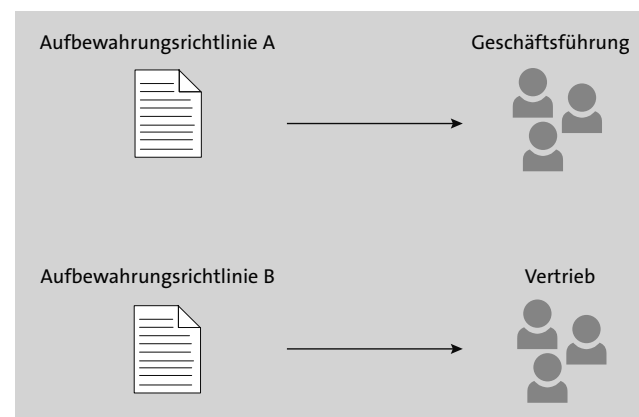 Aufbewahrungsrichtlinie A
Geschäftsführung
Aufbewahrungsrichtlinie B
Vertrieb